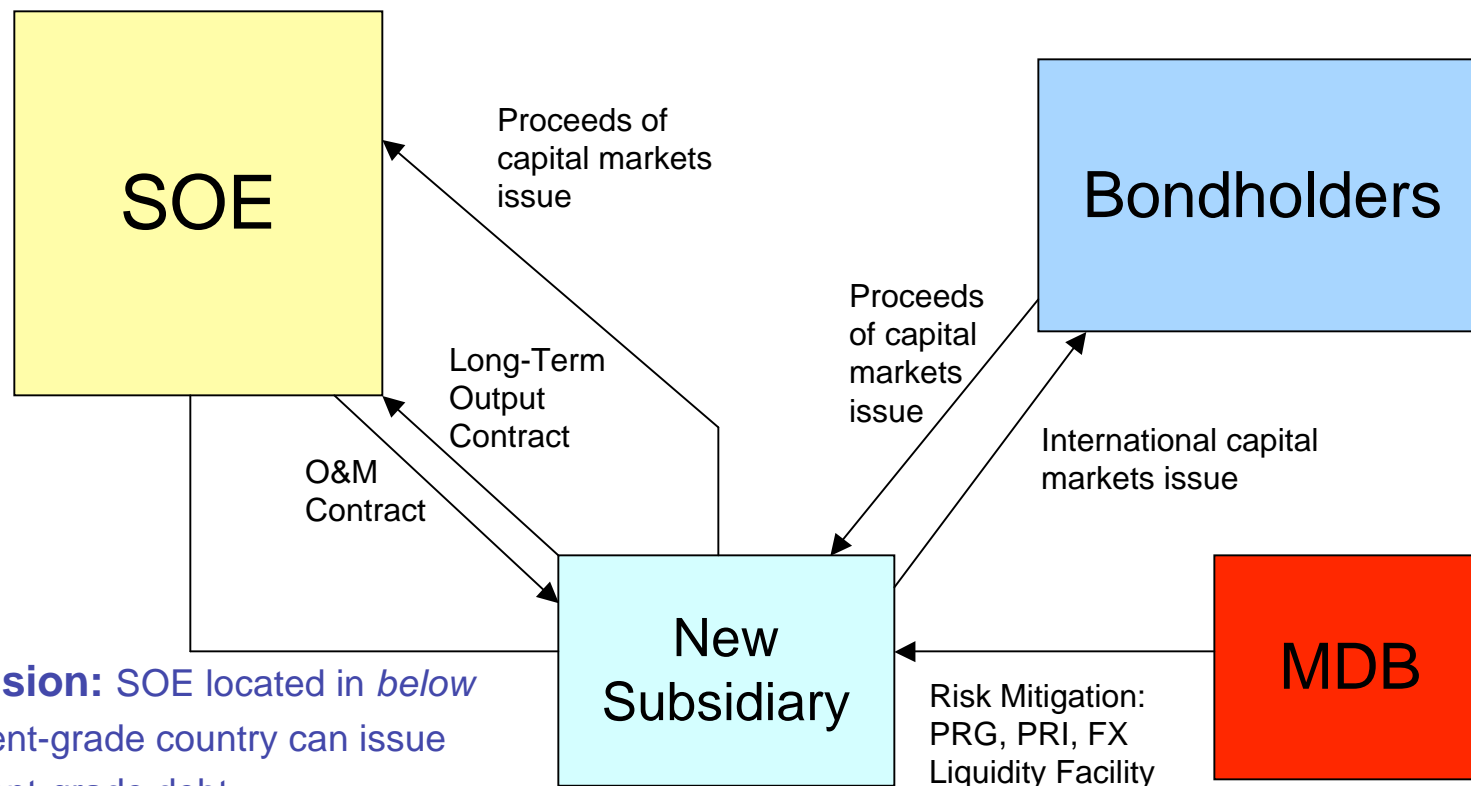 SOE
Proceeds of
capital markets
issue
Bondholders
Proceeds
of capital
markets
issue
Long-Term
Output
Contract
International capital
markets issue
O&M
Contract
New
Subsidiary
MDB
Risk Mitigation:
PRG, PRI, FX
Liquidity Facility
sion: SOE located in below
ent-grade country can issue